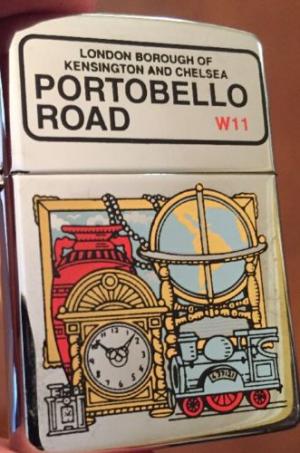 LONDON BOROUGH OF
KENSINGTON AND CHELSEA
PORTOBELLO
ROAD W11